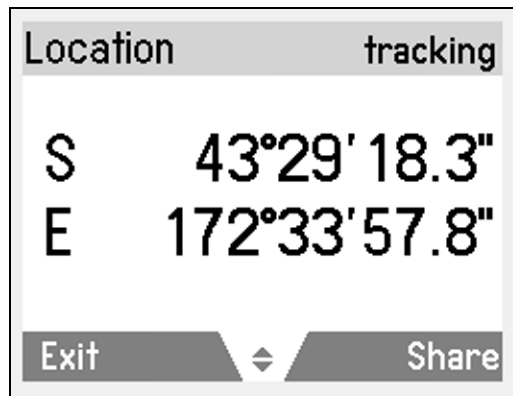 Location tracking
S 43°29'18.3"
E 172°33'57.8"
Exit Share